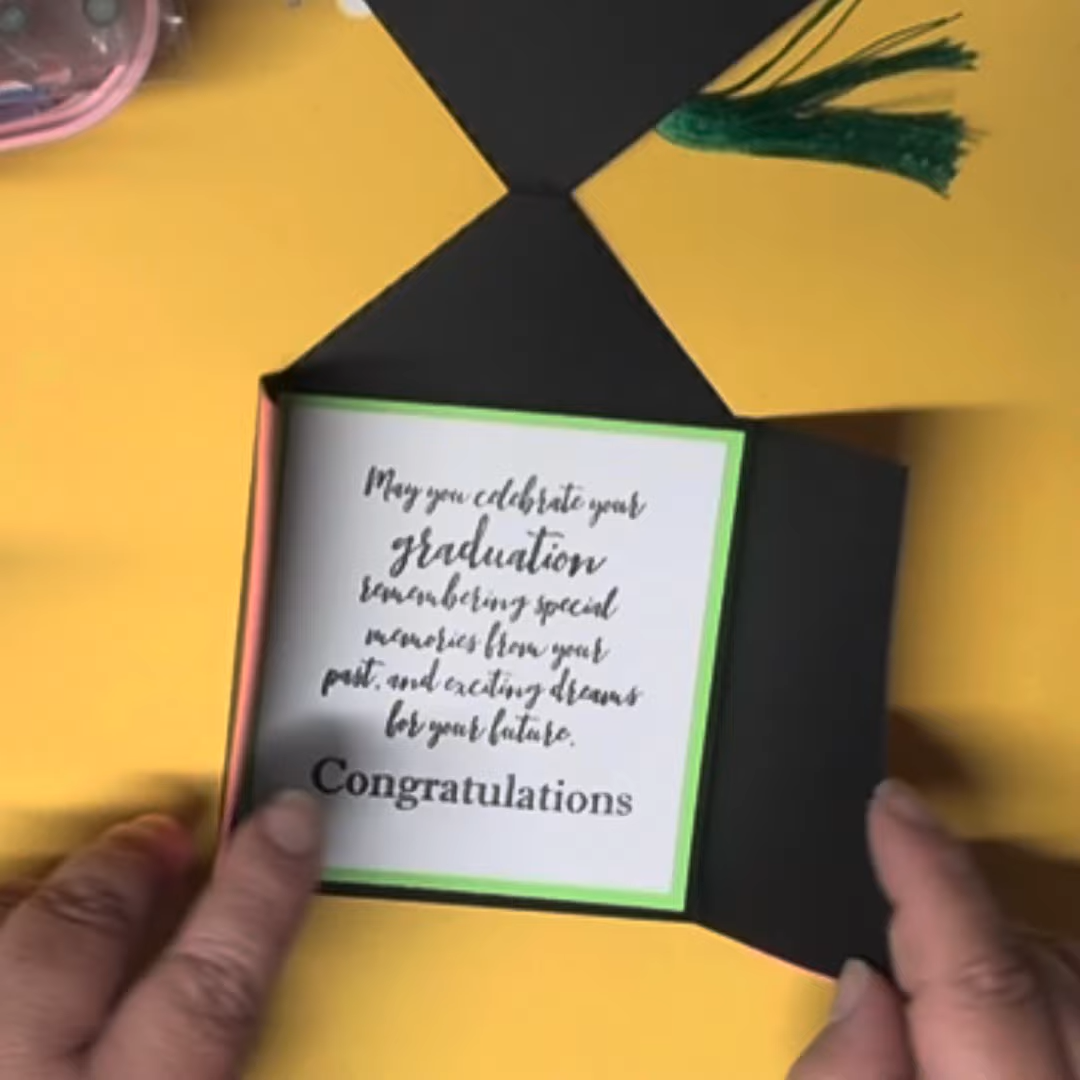 May you celebrate your
graduation
remembering special
memories from your
past, and exciting dreams
for your future.
Congratulations